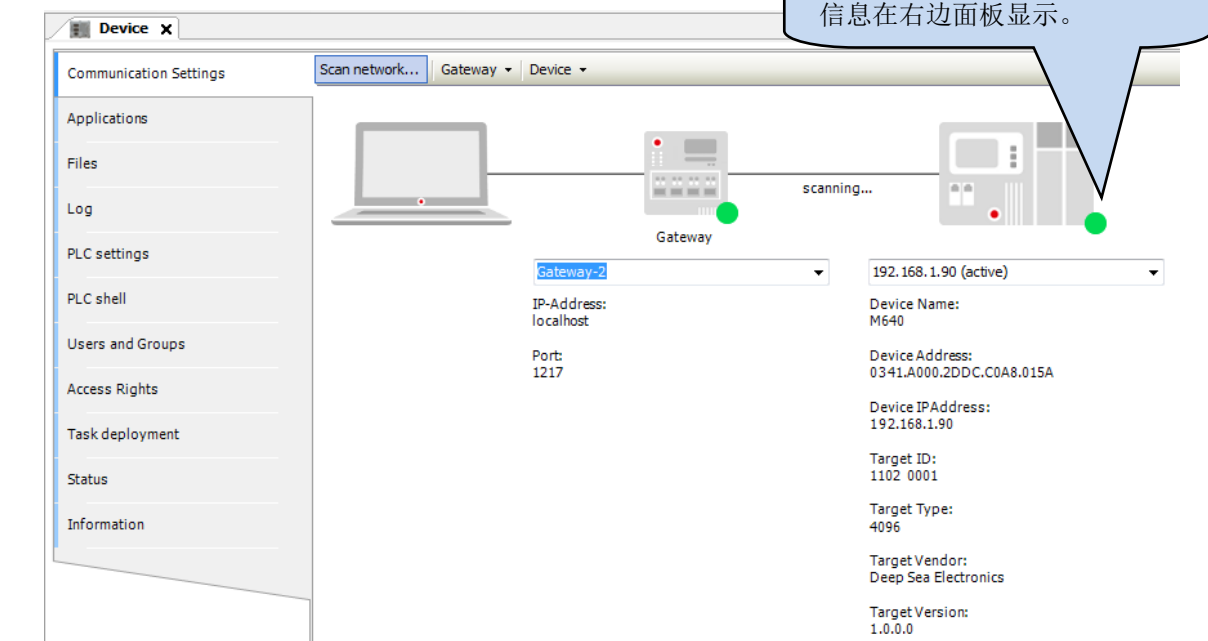 信息在右边面板显示。
Device X
Communication Settings
Scan network... Gateway Device
Applications
Files
Log
PLC settings
PLC shell
Users and Groups
Access Rights
Task deployment
Status
Information
scanning...
Gateway
Gateway-2
IP-Address:
localhost
Port:
1217
192.168.1.90 (active)
Device Name:
M640
Device Address:
0341.A000.2DDC.C0A8.015A
Device IPAddress:
192.168.1.90
Target ID:
1102 0001
Target Type:
4096
Target Vendor:
Deep Sea Electronics
Target Version:
1.0.0.0